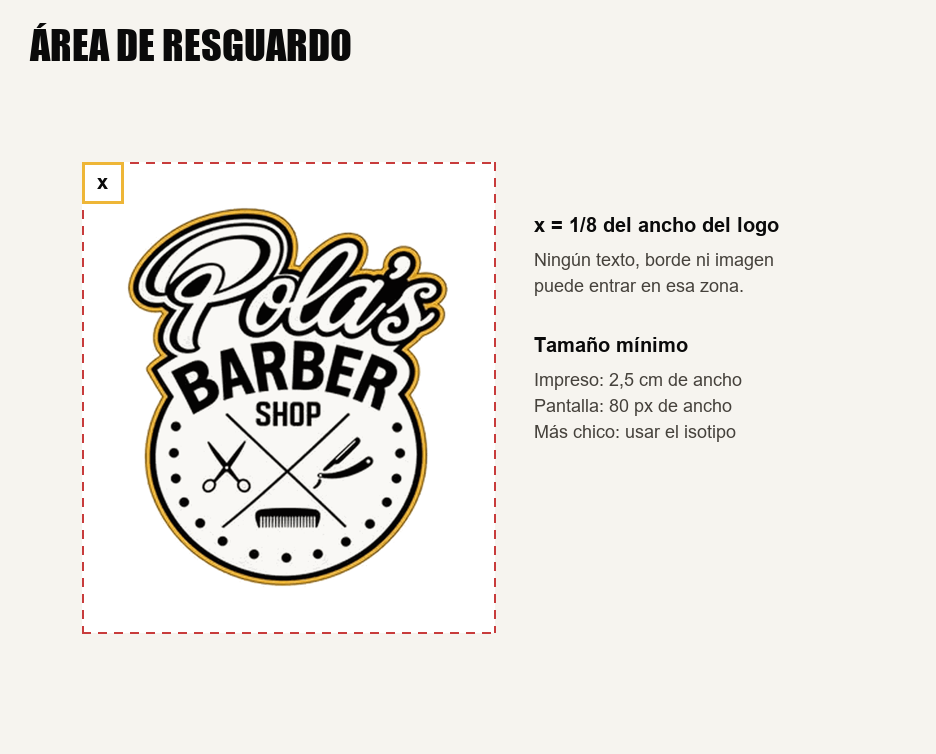 ÁREA DE RESGUARDO
x
Pola's
BARBER
SHOP
x = 1/8 del ancho del logo
Ningún texto, borde ni imagen
puede entrar en esa zona.
Tamaño mínimo
Impreso: 2,5 cm de ancho
Pantalla: 80 px de ancho
Más chico: usar el isotipo